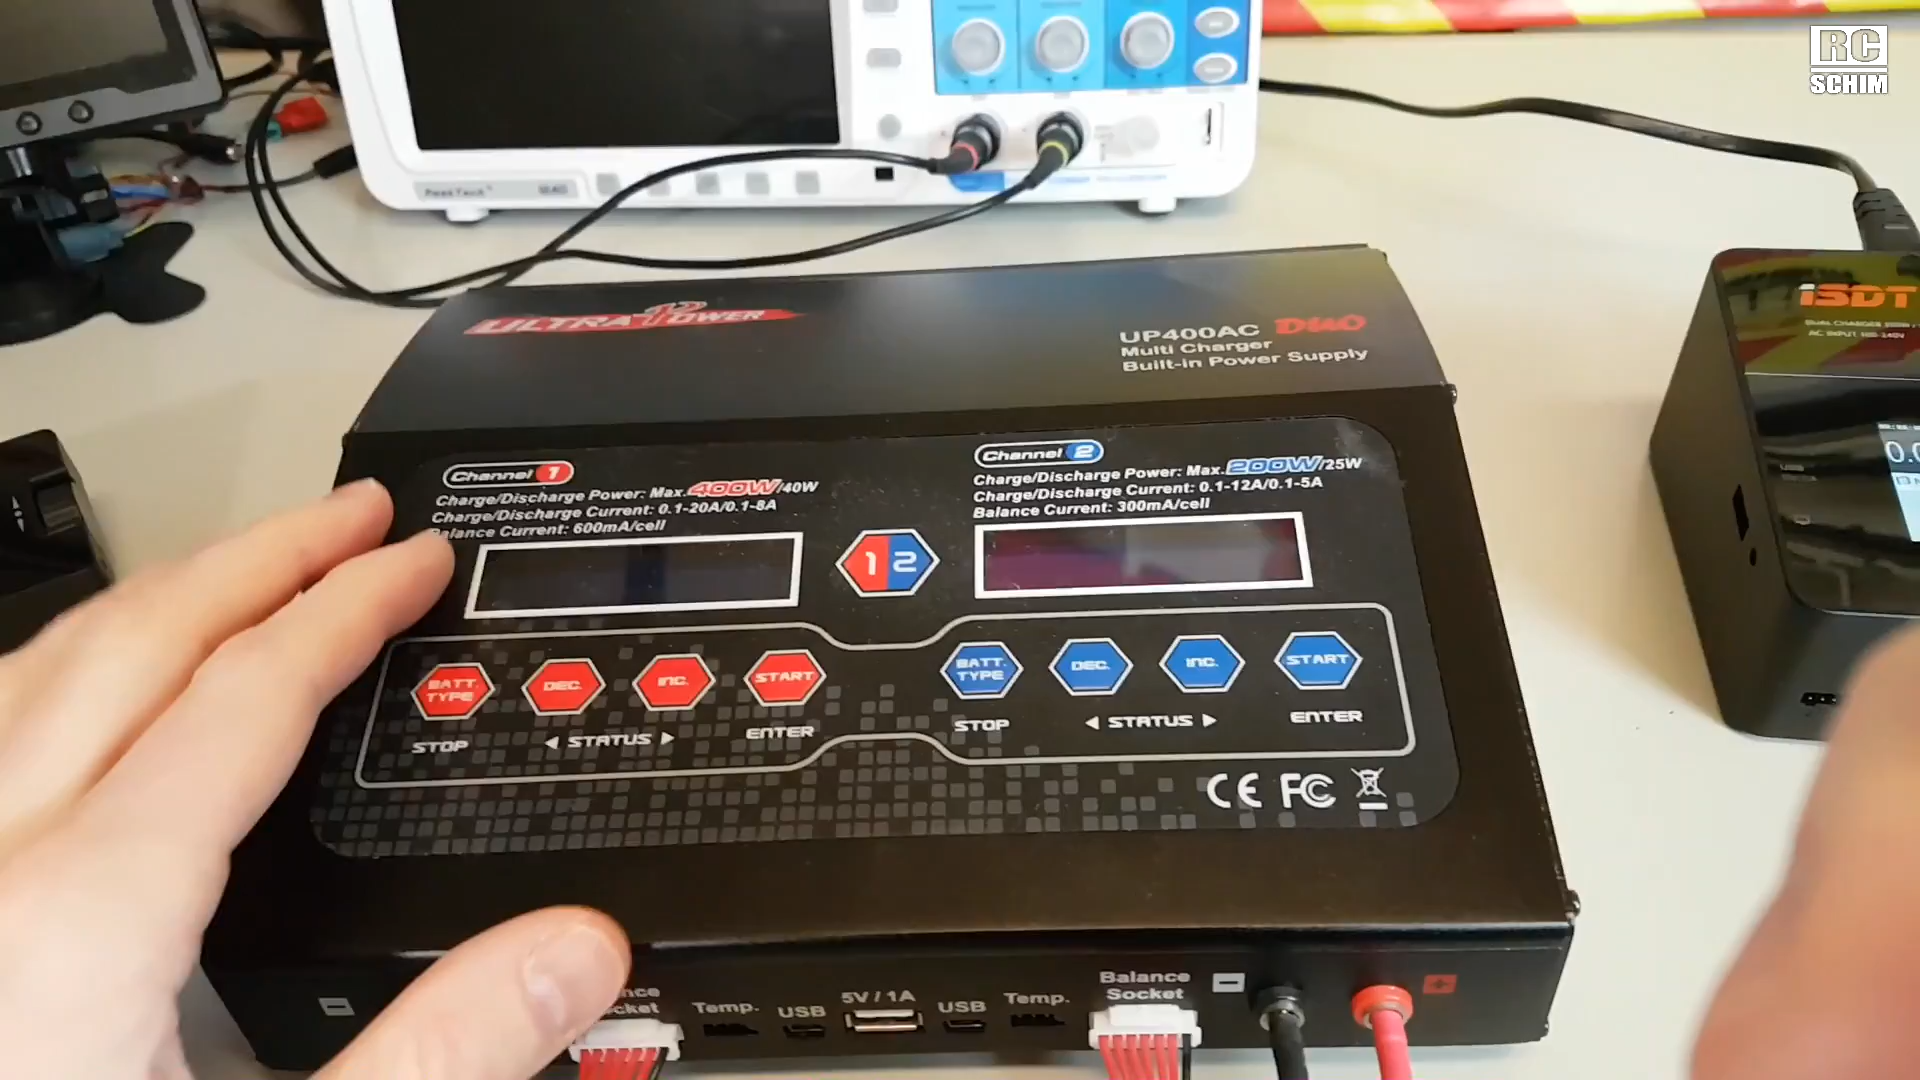 RC
SCHIM
PeakTech
ULTRA POWER
UP400AC DUO
Multi Charger
Built-in Power Supply
iSDT
Channel 1
Charge/Discharge Power: Max.400W/40W
Charge/Discharge Current: 0.1-20A/0.1-8A
Balance Current: 600mA/cell
Channel 2
Charge/Discharge Power: Max.200W/25W
Charge/Discharge Current: 0.1-12A/0.1-5A
Balance Current: 300mA/cell
1 2
BATT. TYPE
DEC.
INC.
START
STOP
◄ STATUS ►
ENTER
BATT. TYPE
DEC.
INC.
START
STOP
◄ STATUS ►
ENTER
CE FC
Temp.
USB
5V / 1A
USB
Temp.
Balance
Socket